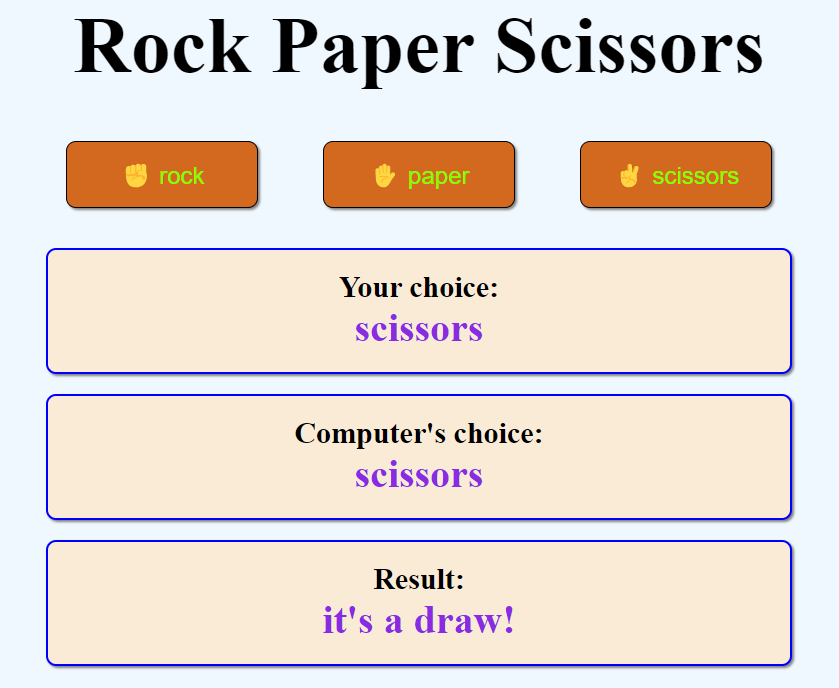 Rock Paper Scissors
✊ rock ✋ paper ✌ scissors
Your choice:
scissors
Computer's choice:
scissors
Result:
it's a draw!